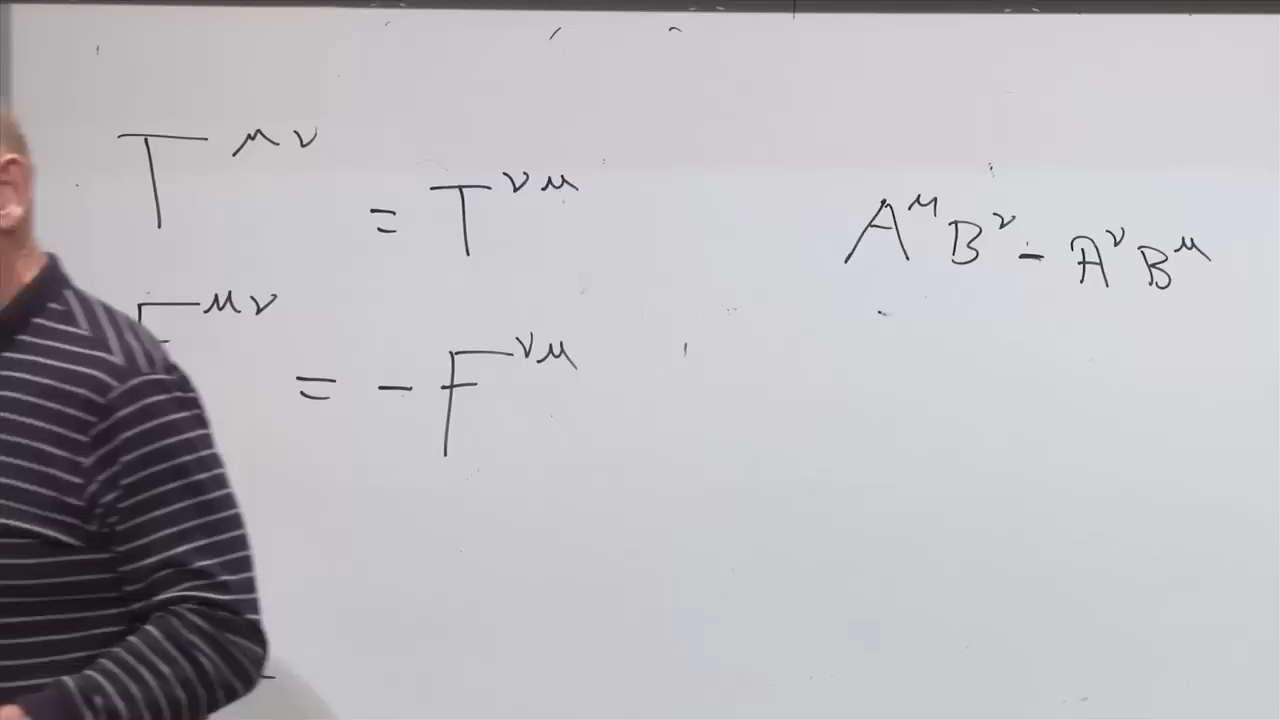 T^{μν} = T^{νμ}
F^{μν} = - F^{νμ}
A^μ B^ν - A^ν B^μ